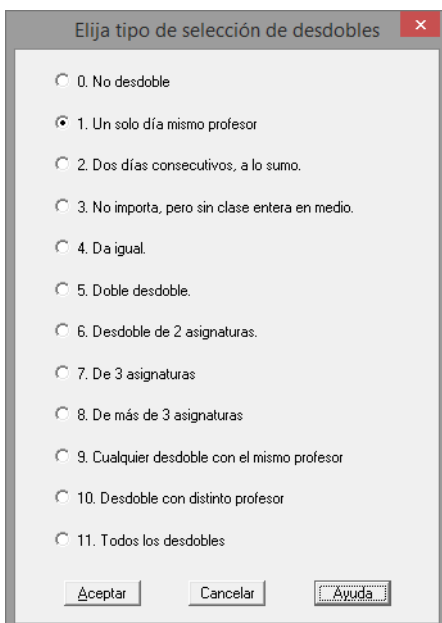 Elija tipo de selección de desdobles
0. No desdoble
1. Un solo día mismo profesor
2. Dos días consecutivos, a lo sumo.
3. No importa, pero sin clase entera en medio.
4. Da igual.
5. Doble desdoble.
6. Desdoble de 2 asignaturas.
7. De 3 asignaturas
8. De más de 3 asignaturas
9. Cualquier desdoble con el mismo profesor
10. Desdoble con distinto profesor
11. Todos los desdobles
Aceptar Cancelar Ayuda